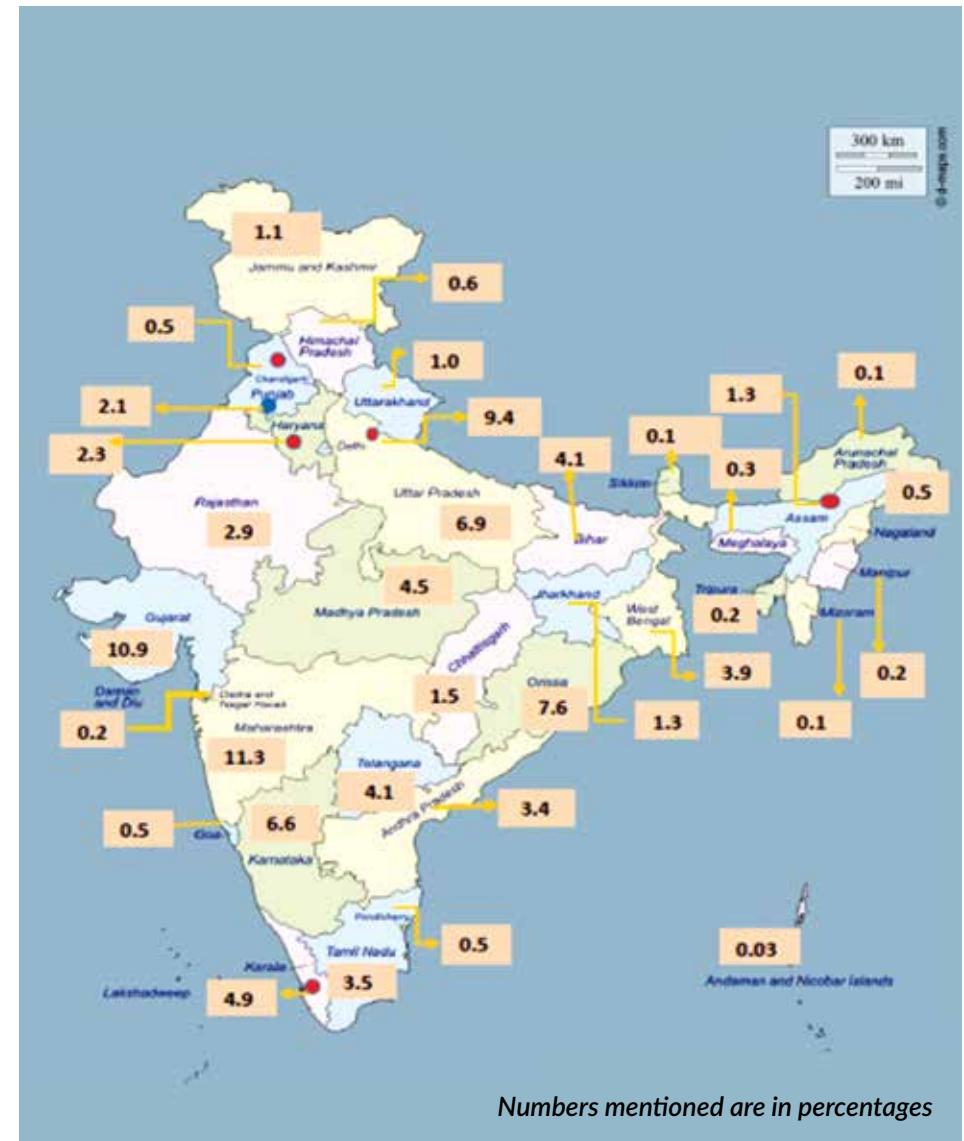 300 km
200 mi
© d-maps.com
1.1
Jammu and Kashmir
0.6
0.5
Himachal
Pradesh
1.0
0.1
Chandigarh
Punjab
Uttarakhand
1.3
2.1
9.4
Haryana
0.1
Arunachal
Pradesh
2.3
Delhi
4.1
0.3
Sikkim
0.5
Rajasthan
Uttar Pradesh
Assam
2.9
6.9
Bihar
Meghalaya
Nagaland
Manipur
4.5
Jharkhand
Tripura
Gujarat
Madhya Pradesh
West
Bengal
0.2
Mizoram
10.9
Chhattisgarh
3.9
0.2
Daman
and Diu
Dadra and
Nagar Haveli
1.5
Orissa
7.6
0.2
Maharashtra
1.3
0.1
11.3
Telangana
4.1
Andhra Pradesh
3.4
0.5
Goa
6.6
Karnataka
Pondicherry
0.5
0.03
Tamil Nadu
Kerala
3.5
Lakshadweep
4.9
Andaman and Nicobar Islands
Numbers mentioned are in percentages